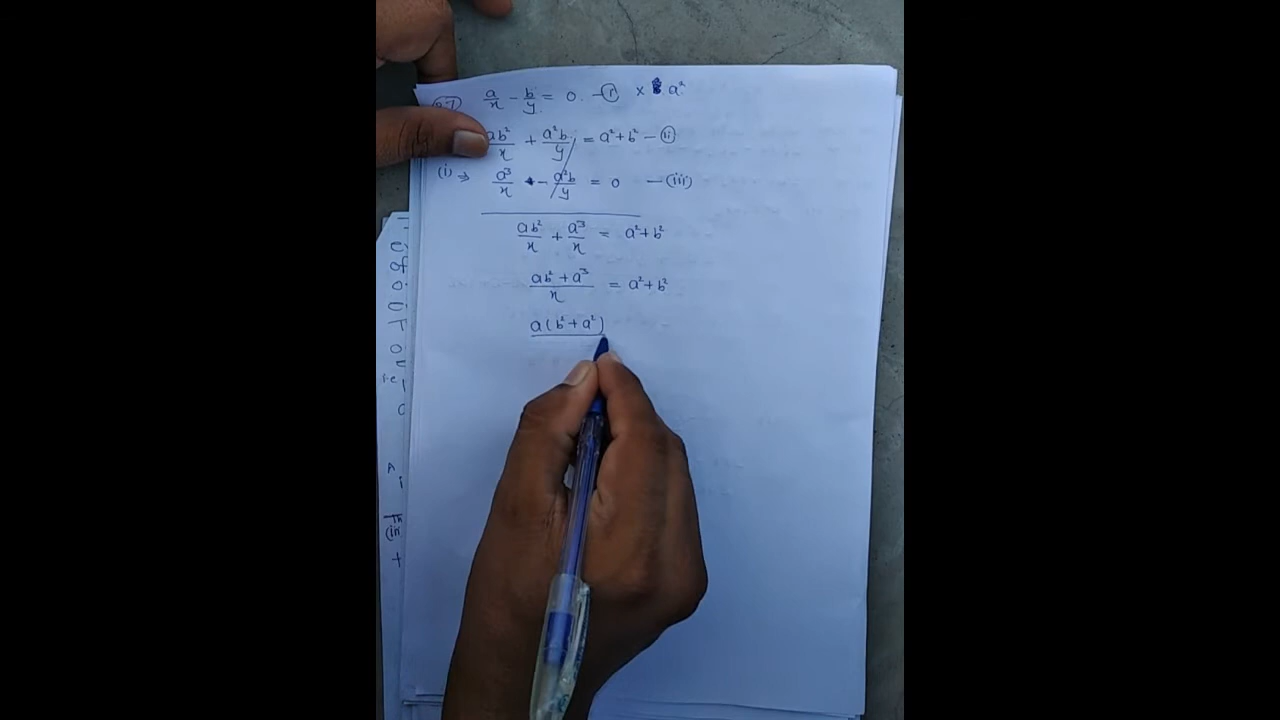 a/x - b/y = 0 - (i) × a²
ab²/x + a²b/y = a² + b² - (ii)
(i) ⇒ a³/x - a²b/y = 0 - (iii)
ab²/x + a³/x = a² + b²
(ab² + a³)/x = a² + b²
a(b² + a²)